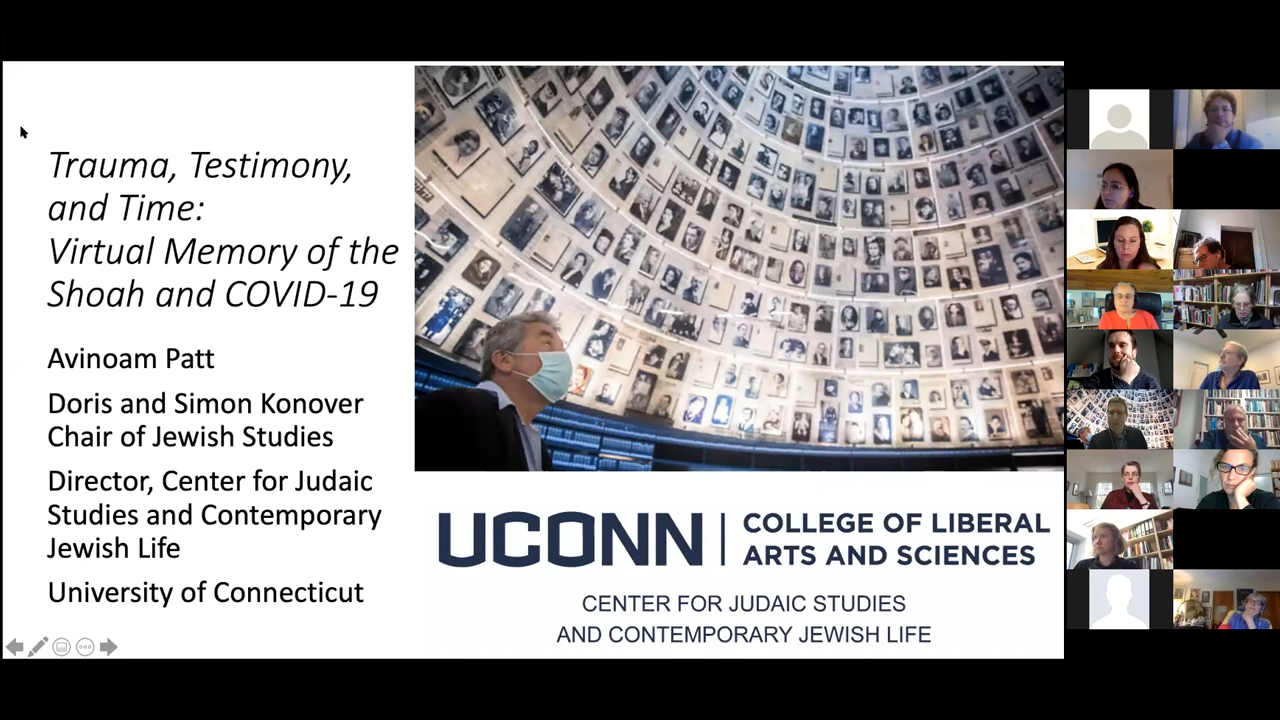 Trauma, Testimony,
and Time:
Virtual Memory of the
Shoah and COVID-19
Avinoam Patt
Doris and Simon Konover
Chair of Jewish Studies
Director, Center for Judaic
Studies and Contemporary
Jewish Life
University of Connecticut
UCONN | COLLEGE OF LIBERAL
ARTS AND SCIENCES
CENTER FOR JUDAIC STUDIES
AND CONTEMPORARY JEWISH LIFE